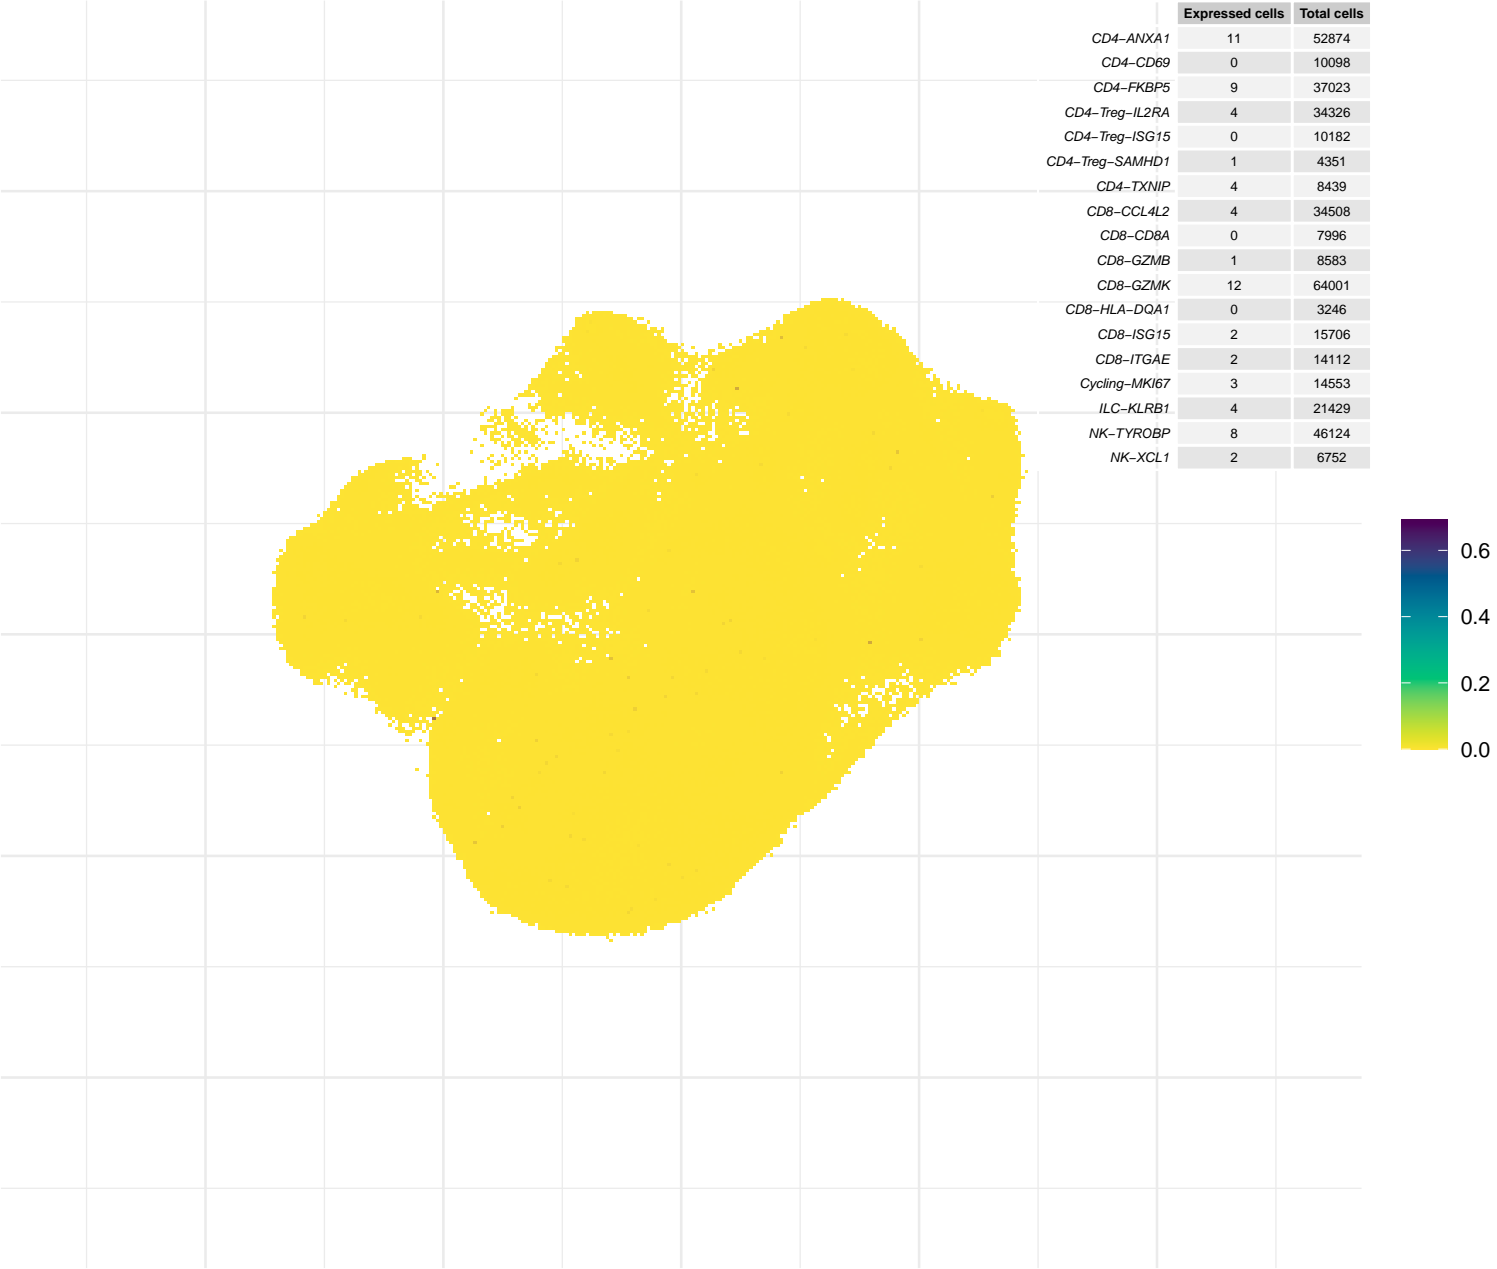 Expressed cells Total cells
CD4−ANXA1 11 52874
CD4−CD69 0 10098
CD4−FKBP5 9 37023
CD4−Treg−IL2RA 4 34326
CD4−Treg−ISG15 0 10182
CD4−Treg−SAMHD1 1 4351
CD4−TXNIP 4 8439
CD8−CCL4L2 4 34508
CD8−CD8A 0 7996
CD8−GZMB 1 8583
CD8−GZMK 12 64001
CD8−HLA−DQA1 0 3246
CD8−ISG15 2 15706
CD8−ITGAE 2 14112
Cycling−MKI67 3 14553
ILC−KLRB1 4 21429
NK−TYROBP 8 46124
NK−XCL1 2 6752
0.6
0.4
0.2
0.0